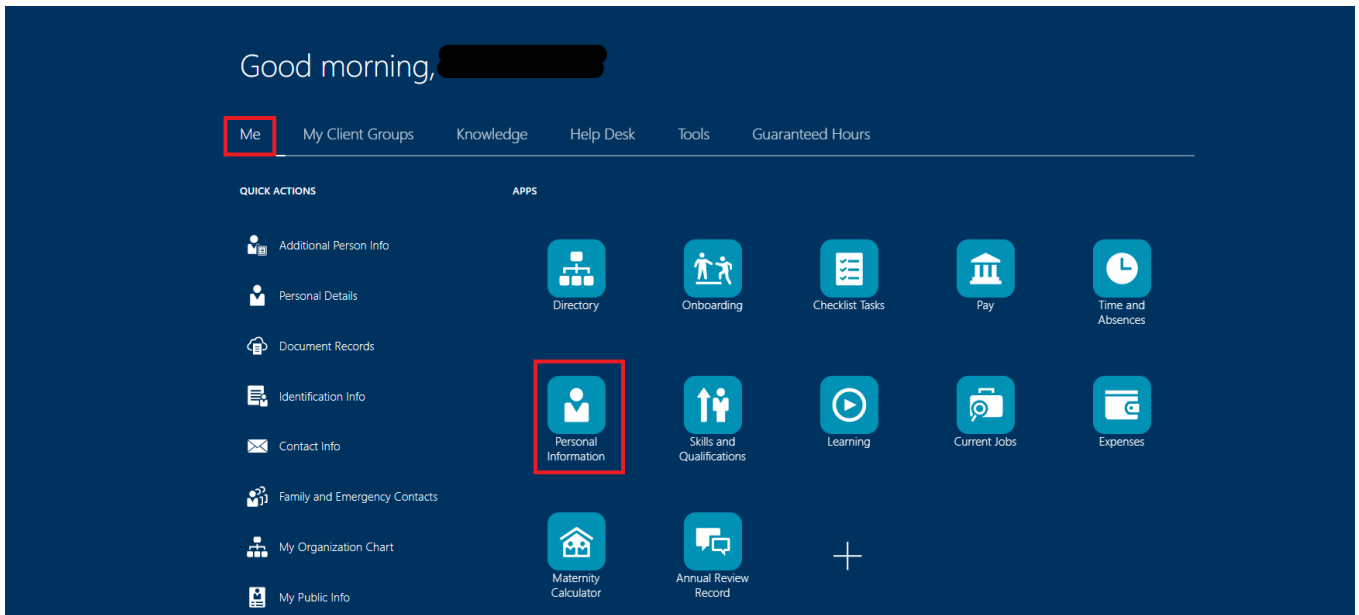 Good morning,
Me My Client Groups Knowledge Help Desk Tools Guaranteed Hours
QUICK ACTIONS
Additional Person Info
Personal Details
Document Records
Identification Info
Contact Info
Family and Emergency Contacts
My Organization Chart
My Public Info
APPS
Directory
Onboarding
Checklist Tasks
Pay
Time and
Absences
Personal
Information
Skills and
Qualifications
Learning
Current Jobs
Expenses
Maternity
Calculator
Annual Review
Record